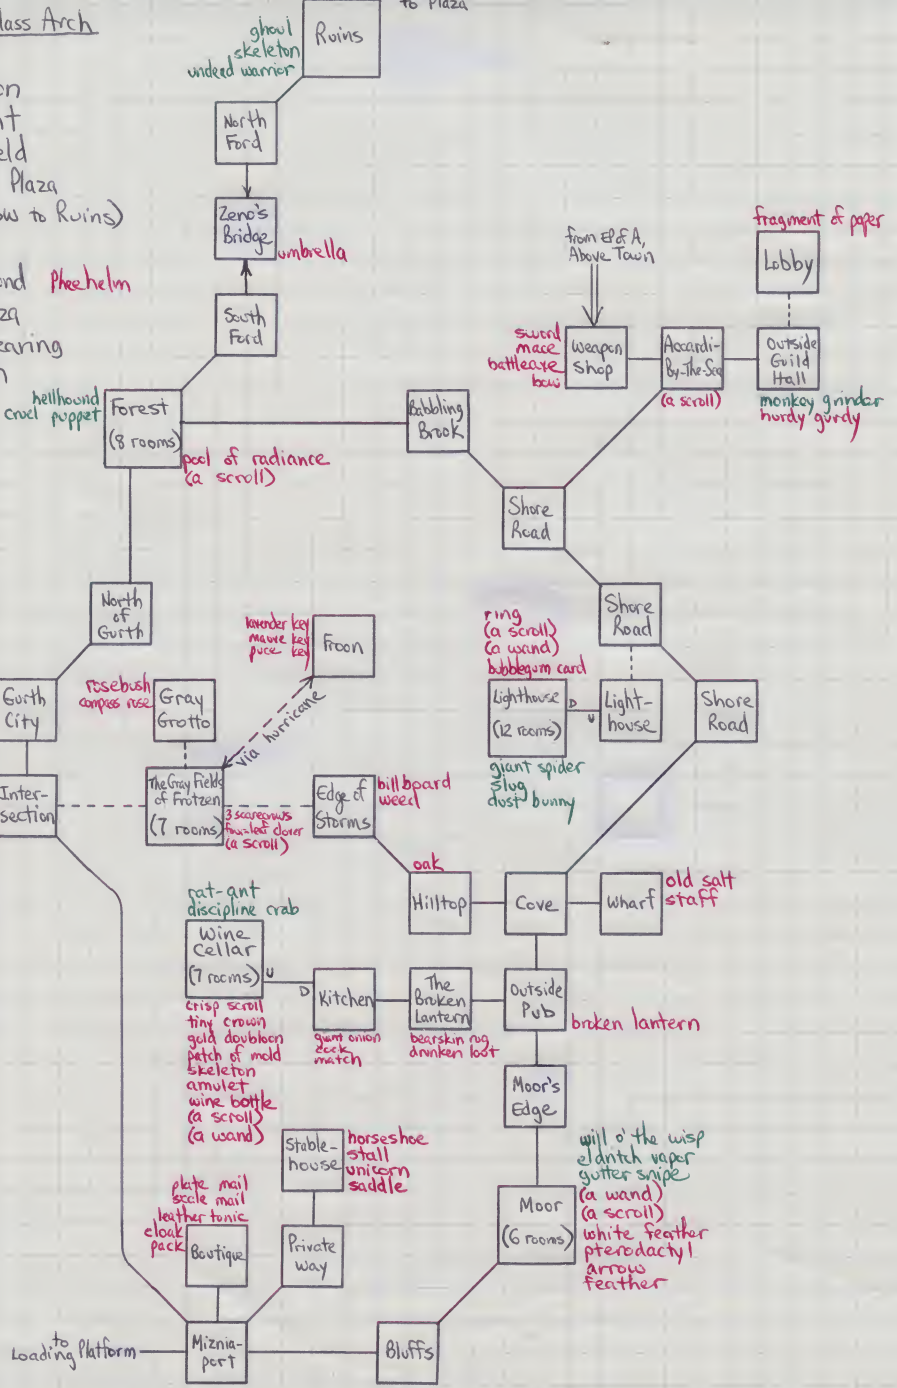 lass Arch
to Plaza
ghoul
skeleton
undead warrior
Ruins
Plaza
to Ruins)
Pheehelm
North
Ford
Zeno's
Bridge
umbrella
South
Ford
from EP of A,
Above Town
fragment of paper
Lobby
sword
mace
battleaxe
bow
Weapon
Shop
Accardi-
By-The-Sea
(a scroll)
Outside
Guild
Hall
monkey grinder
hurdy gurdy
hellhound
cruel puppet
Forest
(8 rooms)
pool of radiance
(a scroll)
Babbling
Brook
Shore
Road
North
of
Gurth
lavender key
mauve key
puce key
Froon
ring
(a scroll)
(a wand)
bubblegum card
Shore
Road
Gurth
City
rosebush
compass rose
Gray
Grotto
via hurricane
Lighthouse
(12 rooms)
D
U
Light-
house
Shore
Road
giant spider
slug
dust bunny
Inter-
section
The Gray Fields
of Frotzen
(7 rooms)
3 scarecrows
four-leaf clover
(a scroll)
Edge of
Storms
billboard
weed
oak
Hilltop
Cove
Wharf
old salt
staff
rat-ant
discipline crab
Wine
Cellar
(7 rooms)
U
D
Kitchen
The
Broken
Lantern
Outside
Pub
broken lantern
crisp scroll
tiny crown
gold doubloon
patch of mold
skeleton
amulet
wine bottle
(a scroll)
(a wand)
giant onion
cook
match
bearskin rug
drunken lout
Moor's
Edge
Stable-
house
horseshoe
stall
unicorn
saddle
will o' the wisp
eldritch vapor
gutter snipe
(a wand)
(a scroll)
white feather
pterodactyl
arrow
feather
Moor
(6 rooms)
plate mail
scale mail
leather tonic
cloak
pack
Boutique
Private
Way
to
Loading Platform
Miznia-
port
Bluffs